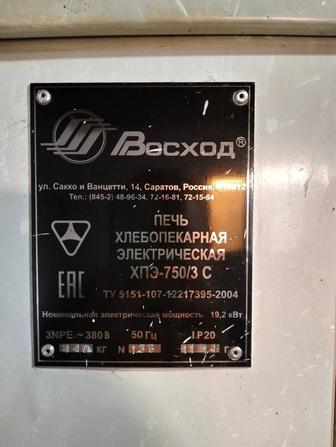 Восход®
ул. Сакко и Ванцетти, 14, Саратов, Россия,
Тел.: (845-2) 48-96-34, 72-16-81, 72-15-84
ПЕЧЬ
ХЛЕБОПЕКАРНАЯ
ЭЛЕКТРИЧЕСКАЯ
ХПЭ-750/3 С
EAC
ТУ 5151-107-12217395-2004
Номинальная электрическая мощность 19,2 кВт
3NPE ~380 В 50 Гц I.P20
КГ N Г